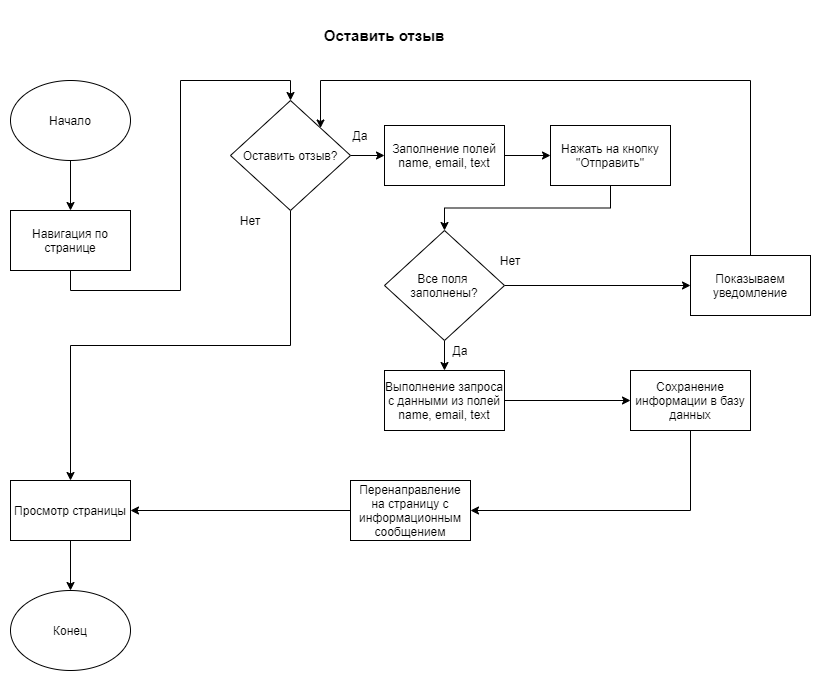 Оставить отзыв
Начало
Навигация по
странице
Оставить отзыв?
Да
Заполнение полей
name, email, text
Нажать на кнопку
"Отправить"
Нет
Все поля
заполнены?
Нет
Показываем
уведомление
Да
Выполнение запроса
с данными из полей
name, email, text
Сохранение
информации в базу
данных
Перенаправление
на страницу с
информационным
сообщением
Просмотр страницы
Конец